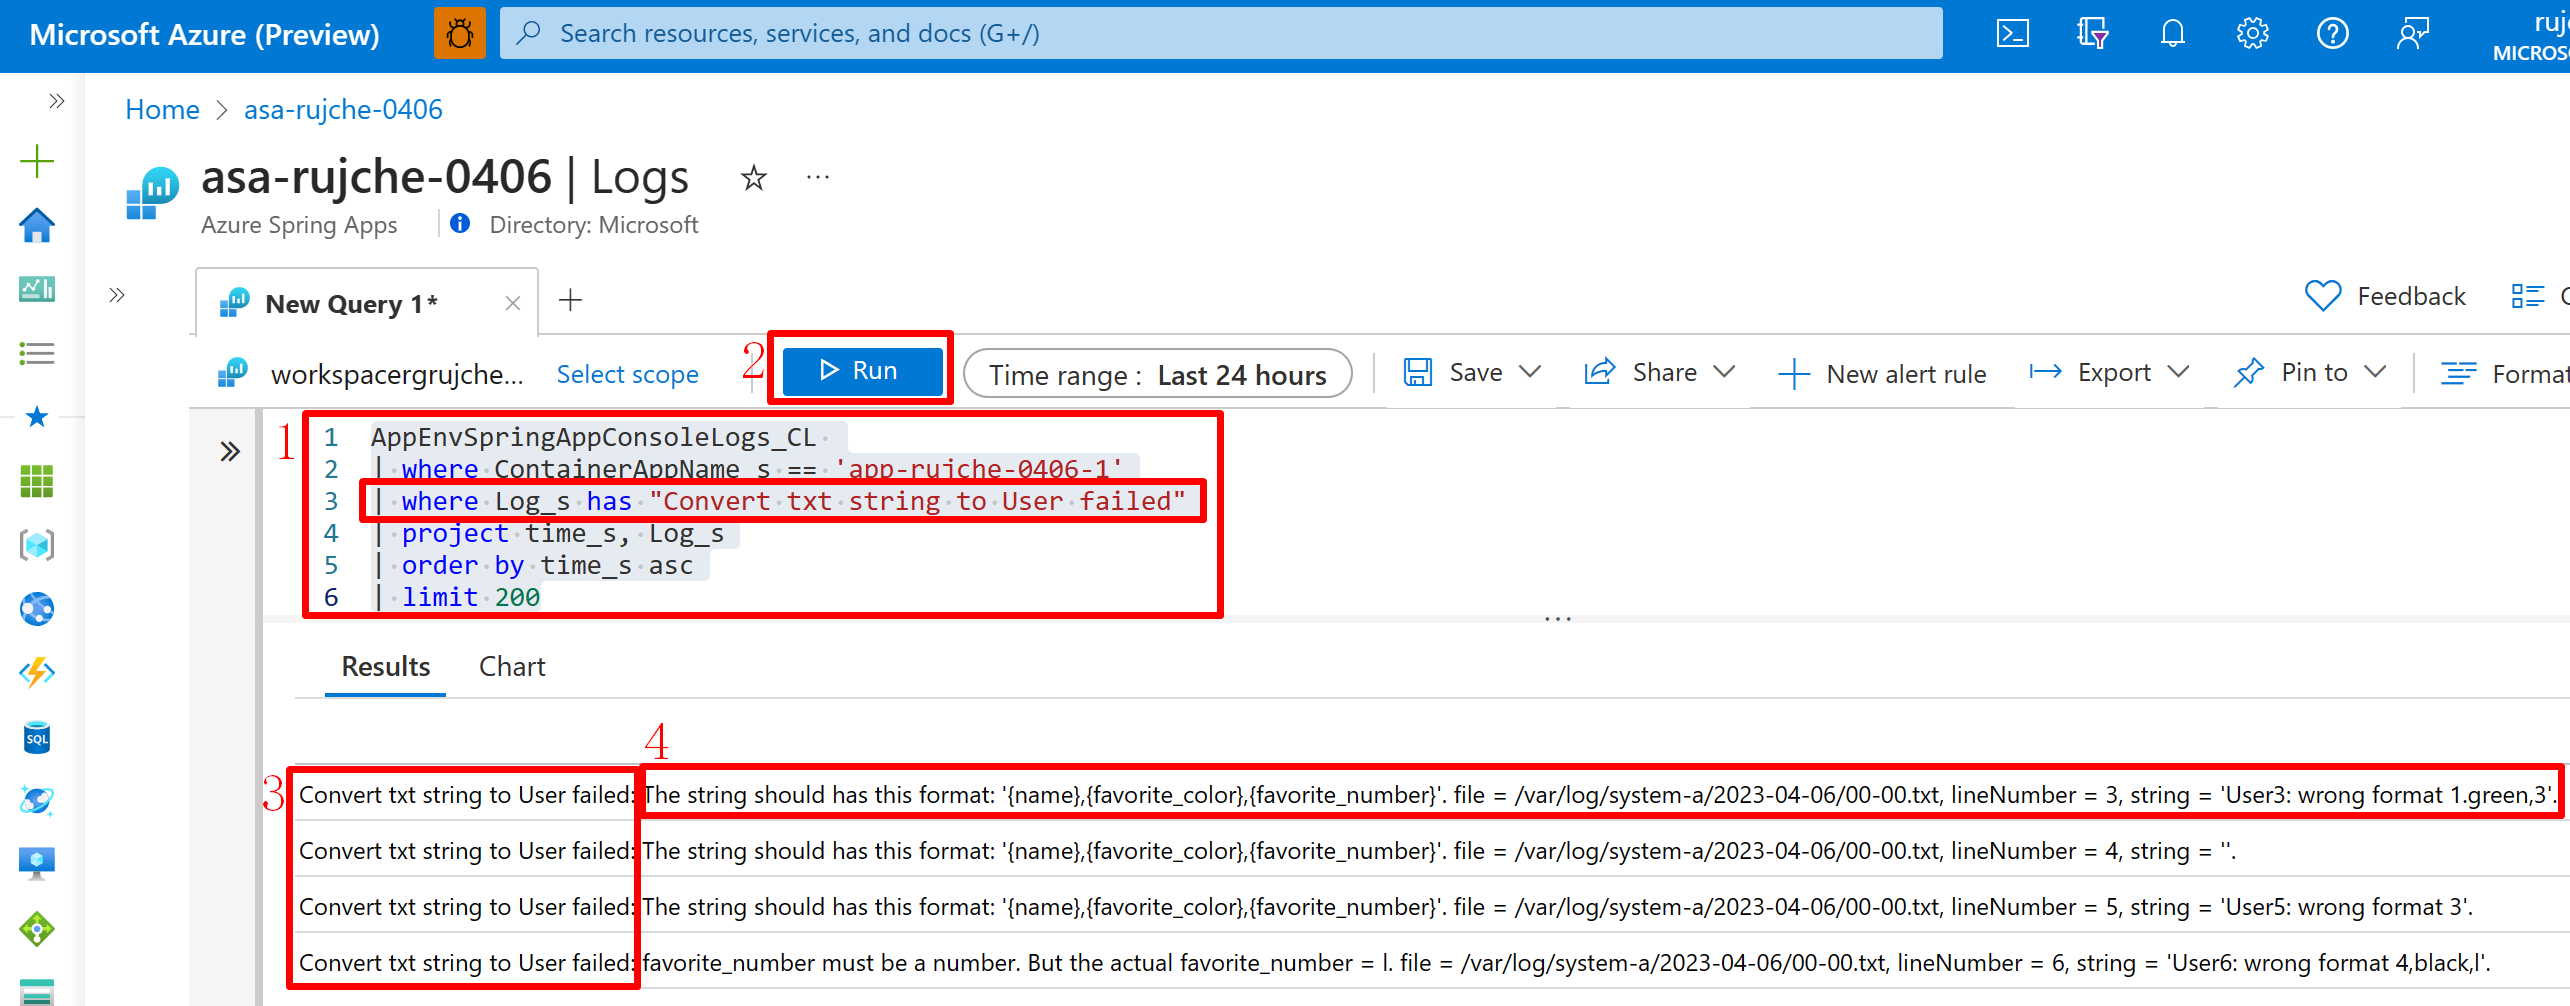 Microsoft Azure (Preview)
Search resources, services, and docs (G+/)
ruj
MICROS
Home > asa-rujche-0406
asa-rujche-0406 | Logs
Azure Spring Apps
Directory: Microsoft
New Query 1*
Feedback
workspacergrujche...
Select scope
2
Run
Time range : Last 24 hours
Save
Share
New alert rule
Export
Pin to
Format
1
1 AppEnvSpringAppConsoleLogs_CL
2 | where ContainerAppName_s == 'app-rujche-0406-1'
3 | where Log_s has "Convert txt string to User failed"
4 | project time_s, Log_s
5 | order by time_s asc
6 | limit 200
...
Results
Chart
SQL
4
3
Convert txt string to User failed: The string should has this format: '{name},{favorite_color},{favorite_number}'. file = /var/log/system-a/2023-04-06/00-00.txt, lineNumber = 3, string = 'User3: wrong format 1.green,3'.
Convert txt string to User failed: The string should has this format: '{name},{favorite_color},{favorite_number}'. file = /var/log/system-a/2023-04-06/00-00.txt, lineNumber = 4, string = ''.
Convert txt string to User failed: The string should has this format: '{name},{favorite_color},{favorite_number}'. file = /var/log/system-a/2023-04-06/00-00.txt, lineNumber = 5, string = 'User5: wrong format 3'.
Convert txt string to User failed: favorite_number must be a number. But the actual favorite_number = l. file = /var/log/system-a/2023-04-06/00-00.txt, lineNumber = 6, string = 'User6: wrong format 4,black,l'.